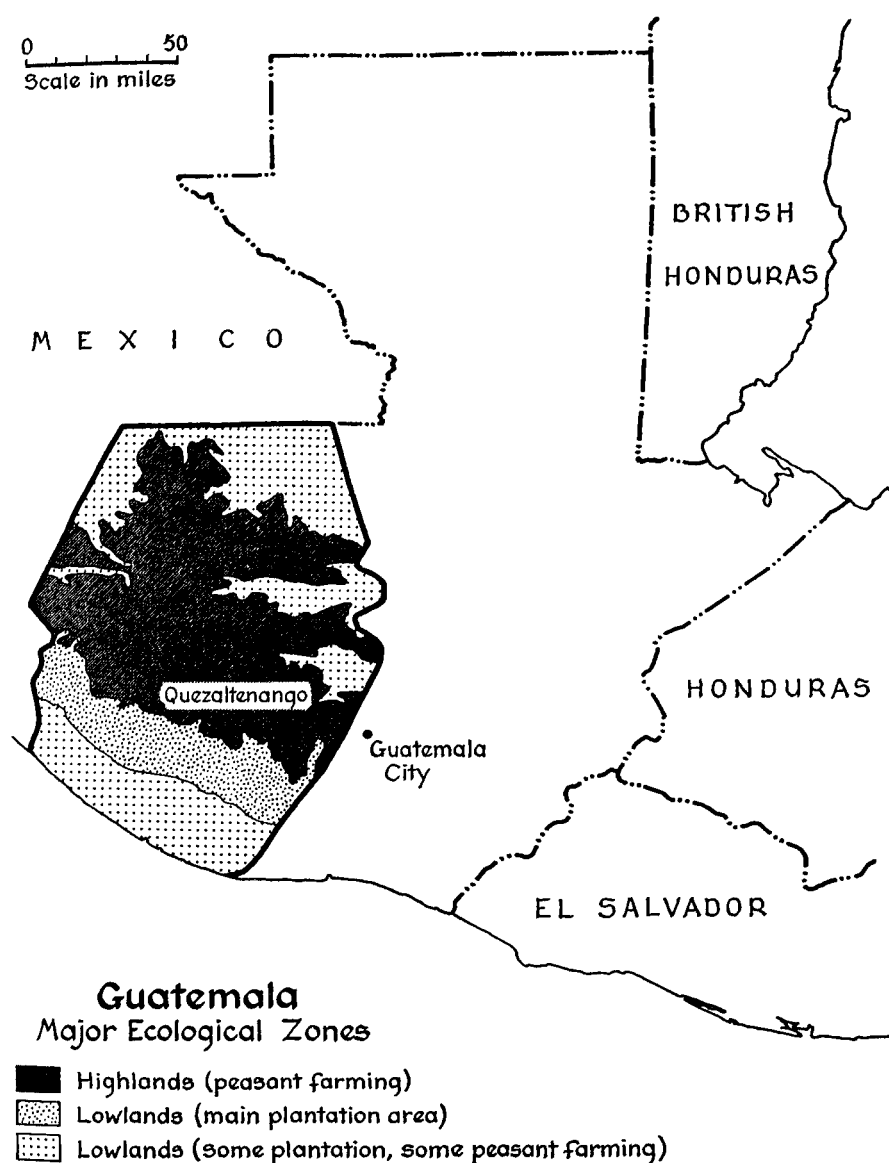 0 50
Scale in miles
BRITISH
HONDURAS
MEXICO
Quezaltenango
HONDURAS
Guatemala
City
EL SALVADOR
Guatemala
Major Ecological Zones
Highlands (peasant farming)
Lowlands (main plantation area)
Lowlands (some plantation, some peasant farming)